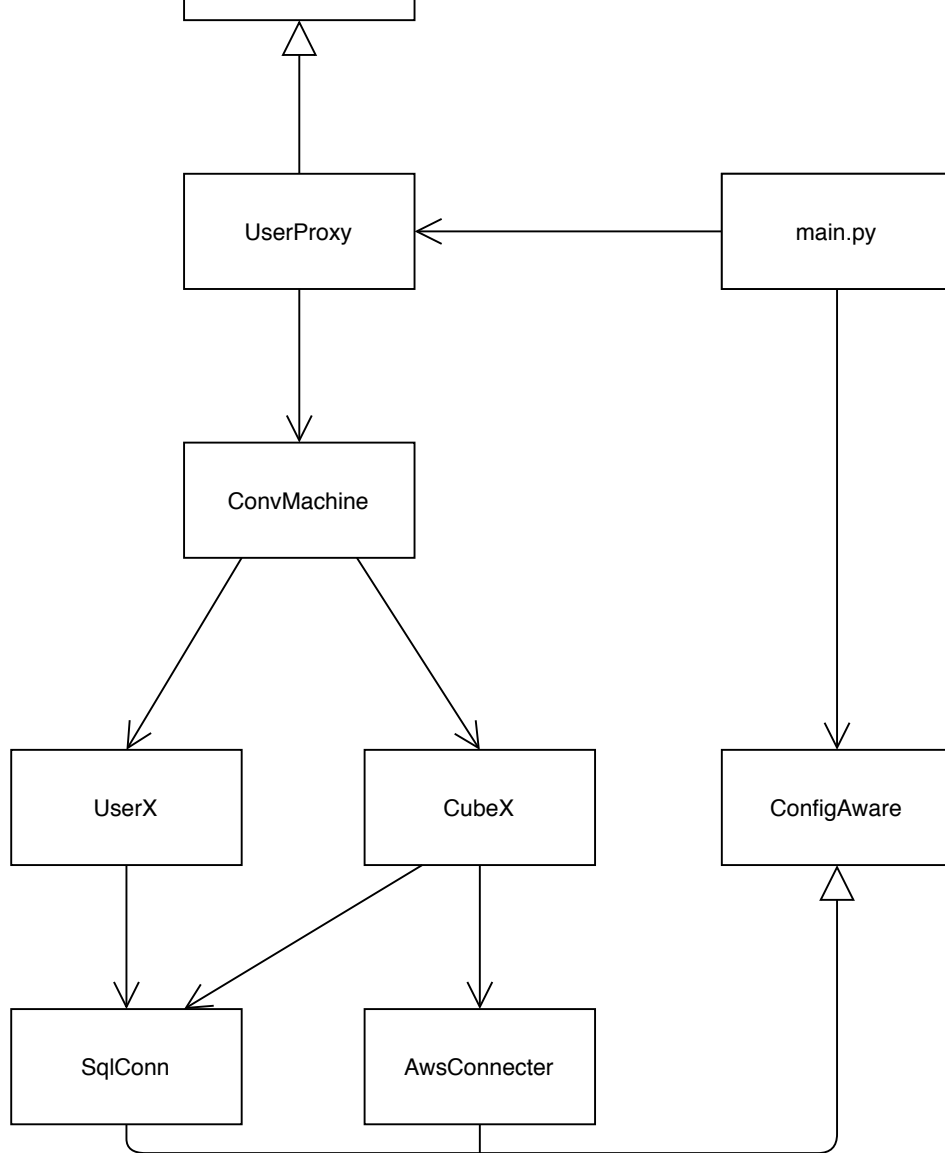 UserProxy
main.py
ConvMachine
UserX
CubeX
ConfigAware
SqlConn
AwsConnecter